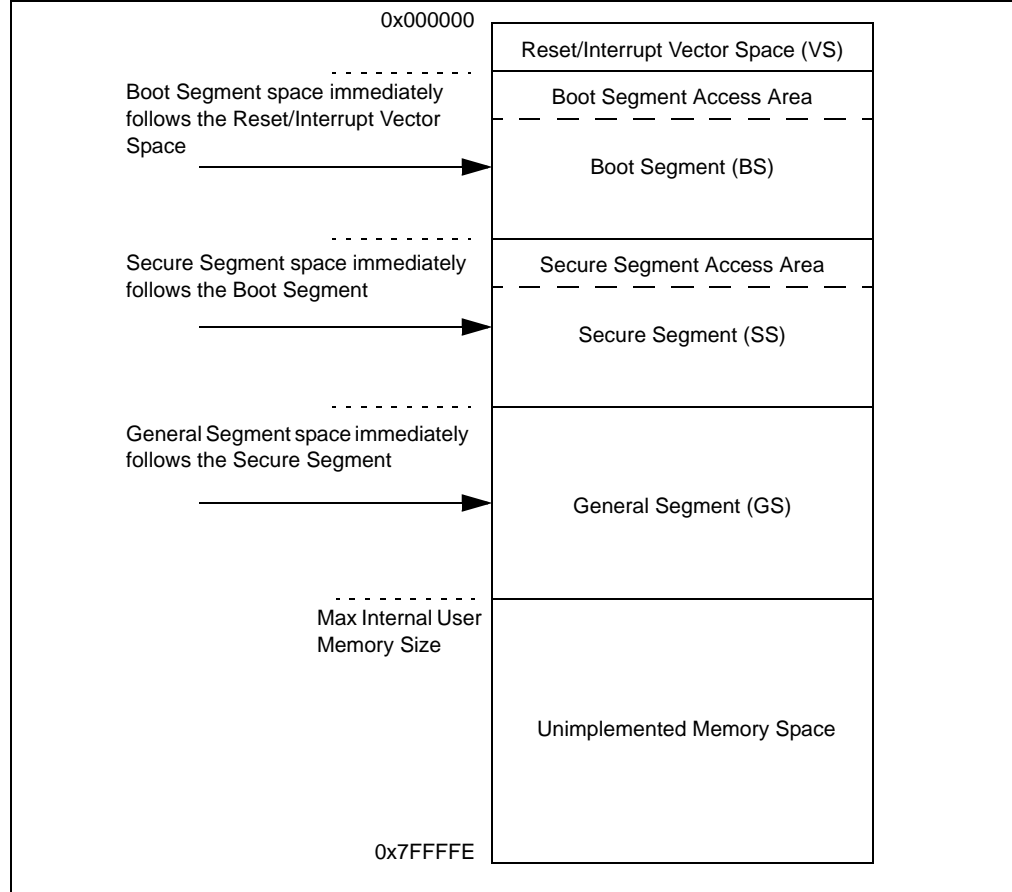 0x000000
Reset/Interrupt Vector Space (VS)
Boot Segment space immediately
follows the Reset/Interrupt Vector
Space
Boot Segment Access Area
Boot Segment (BS)
Secure Segment space immediately
follows the Boot Segment
Secure Segment Access Area
Secure Segment (SS)
General Segment space immediately
follows the Secure Segment
General Segment (GS)
Max Internal User
Memory Size
Unimplemented Memory Space
0x7FFFFE